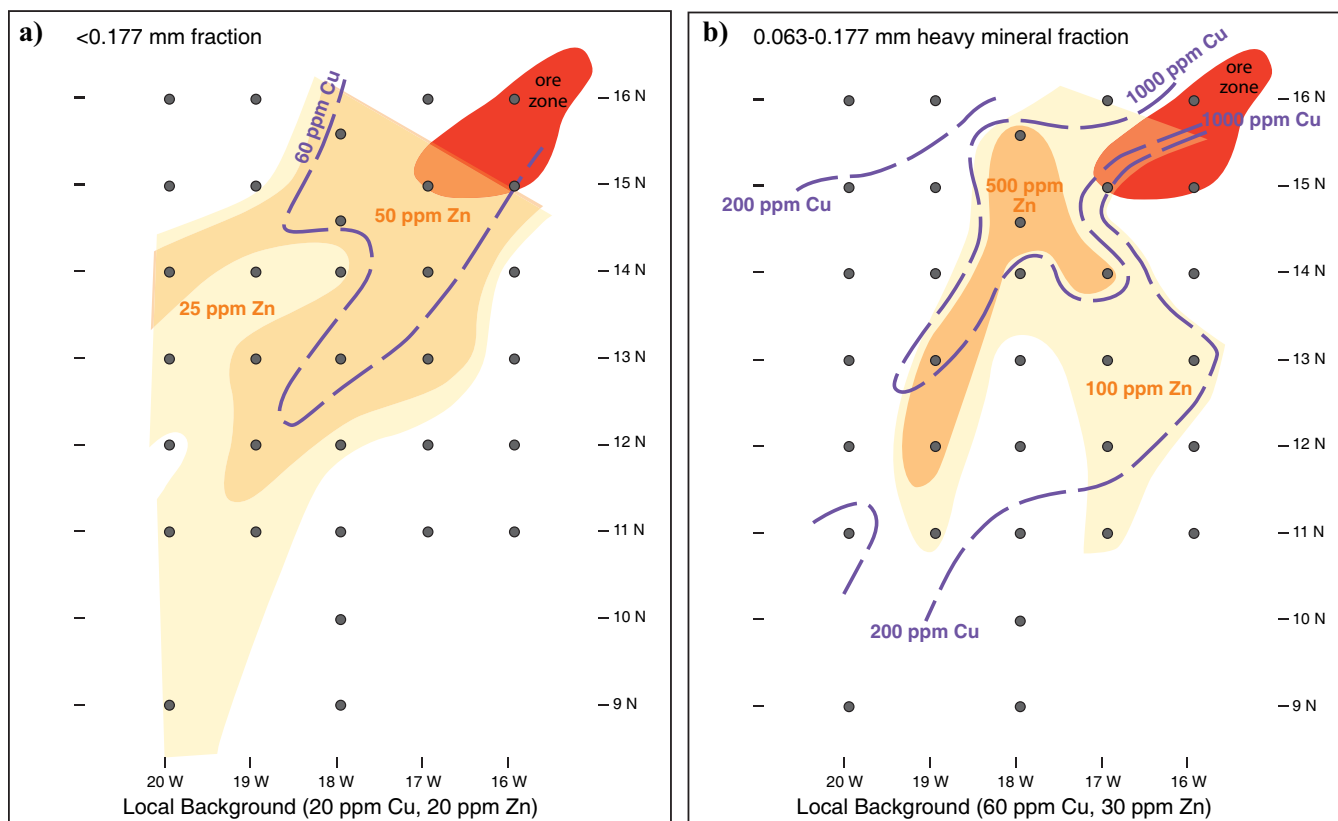 a) <0.177 mm fraction
ore
zone
60 ppm Cu
50 ppm Zn
25 ppm Zn
16 N
15 N
14 N
13 N
12 N
11 N
10 N
9 N
20 W 19 W 18 W 17 W 16 W
Local Background (20 ppm Cu, 20 ppm Zn)
b) 0.063-0.177 mm heavy mineral fraction
1000 ppm Cu
ore
zone
1000 ppm Cu
200 ppm Cu
500 ppm
Zn
100 ppm Zn
200 ppm Cu
16 N
15 N
14 N
13 N
12 N
11 N
10 N
9 N
20 W 19 W 18 W 17 W 16 W
Local Background (60 ppm Cu, 30 ppm Zn)